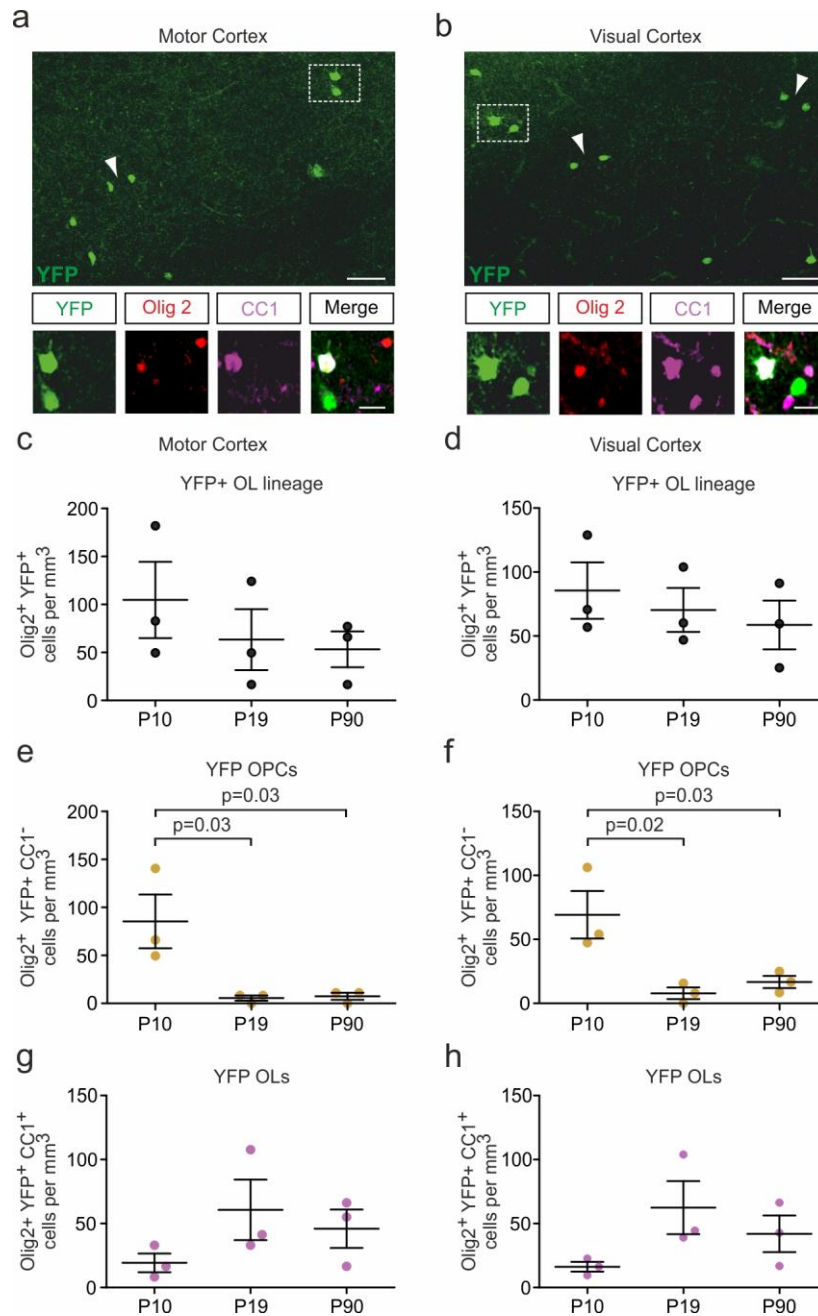 a
b
Motor Cortex
Visual Cortex
YFP
YFP
YFP Olig 2 CC1 Merge
YFP Olig 2 CC1 Merge
c Motor Cortex
d Visual Cortex
YFP+ OL lineage
Olig2⁺ YFP⁺
cells per mm³
200
150
100
50
0
P10 P19 P90
YFP+ OL lineage
Olig2⁺ YFP⁺
cells per mm³
150
100
50
0
P10 P19 P90
e
YFP OPCs
p=0.03
p=0.03
Olig2⁺ YFP+ CC1⁻
cells per mm³
200
150
100
50
0
P10 P19 P90
f
YFP OPCs
p=0.03
p=0.02
Olig2⁺ YFP+ CC1⁻
cells per mm³
150
100
50
0
P10 P19 P90
g
YFP OLs
Olig2+ YFP⁺ CC1⁺
cells per mm³
150
100
50
0
P10 P19 P90
h
YFP OLs
Olig2⁺ YFP+ CC1⁺
cells per mm³
150
100
50
0
P10 P19 P90